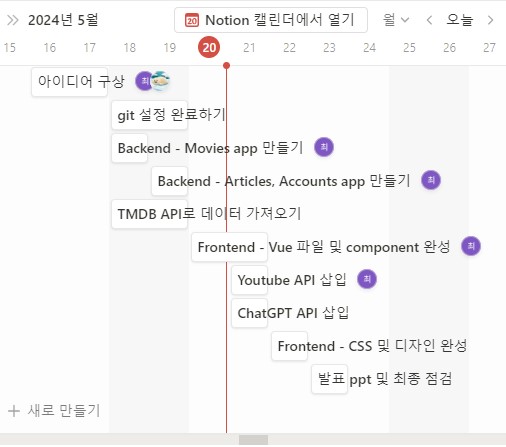 2024년 5월 Notion 캘린더에서 열기 월 오늘
15 16 17 18 19 20 21 22 23 24 25 26 27
아이디어 구상 최
git 설정 완료하기
Backend - Movies app 만들기 최
Backend - Articles, Accounts app 만들기 최
TMDB API로 데이터 가져오기
Frontend - Vue 파일 및 component 완성 최
Youtube API 삽입 최
ChatGPT API 삽입
Frontend - CSS 및 디자인 완성
발표 ppt 및 최종 점검
새로 만들기